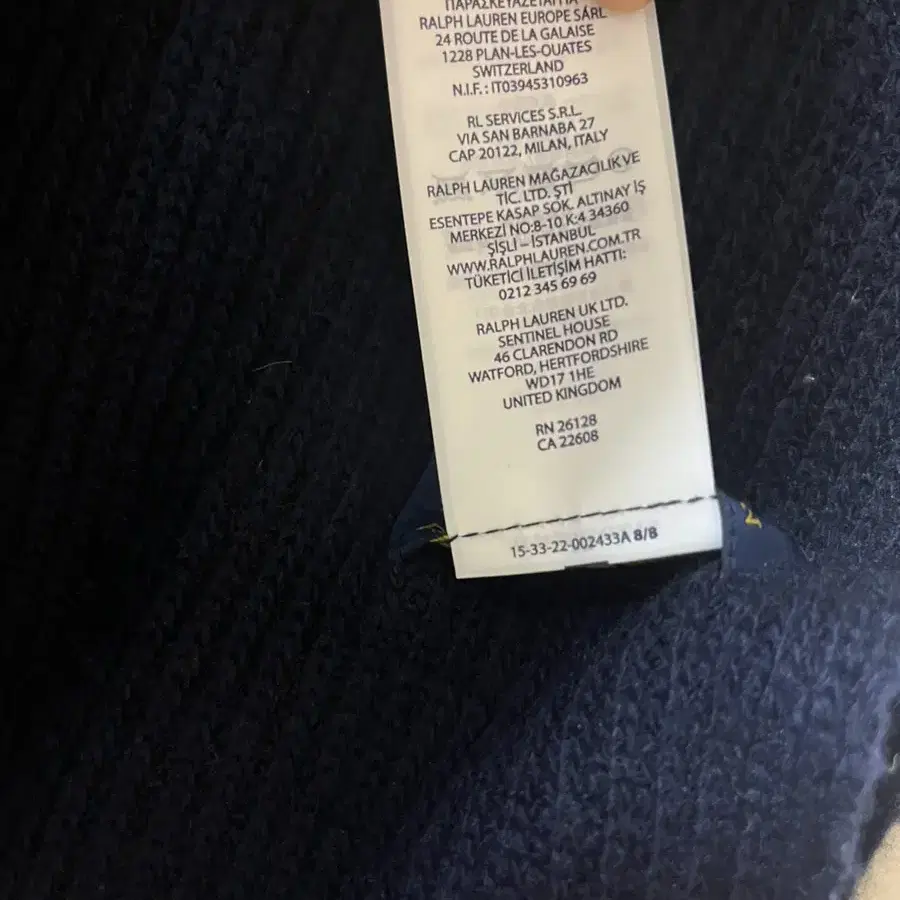 ΠΑΡΑΣΚΕΥΑΖΕΤΑΙ ΓΙΑ
RALPH LAUREN EUROPE SÁRL
24 ROUTE DE LA GALAISE
1228 PLAN-LES-OUATES
SWITZERLAND
N.I.F.: IT03945310963
RL SERVICES S.R.L.
VIA SAN BARNABA 27
CAP 20122, MILAN, ITALY
RALPH LAUREN MAĞAZACILIK VE
TİC. LTD. ŞTİ
ESENTEPE KASAP SOK. ALTINAY İŞ
MERKEZİ NO:8-10 K:4 34360
ŞİŞLİ – İSTANBUL
WWW.RALPHLAUREN.COM.TR
TÜKETİCİ İLETİŞİM HATTI:
0212 345 69 69
RALPH LAUREN UK LTD.
SENTINEL HOUSE
46 CLARENDON RD
WATFORD, HERTFORDSHIRE
WD17 1HE
UNITED KINGDOM
RN 26128
CA 22608
15-33-22-002433A 8/8